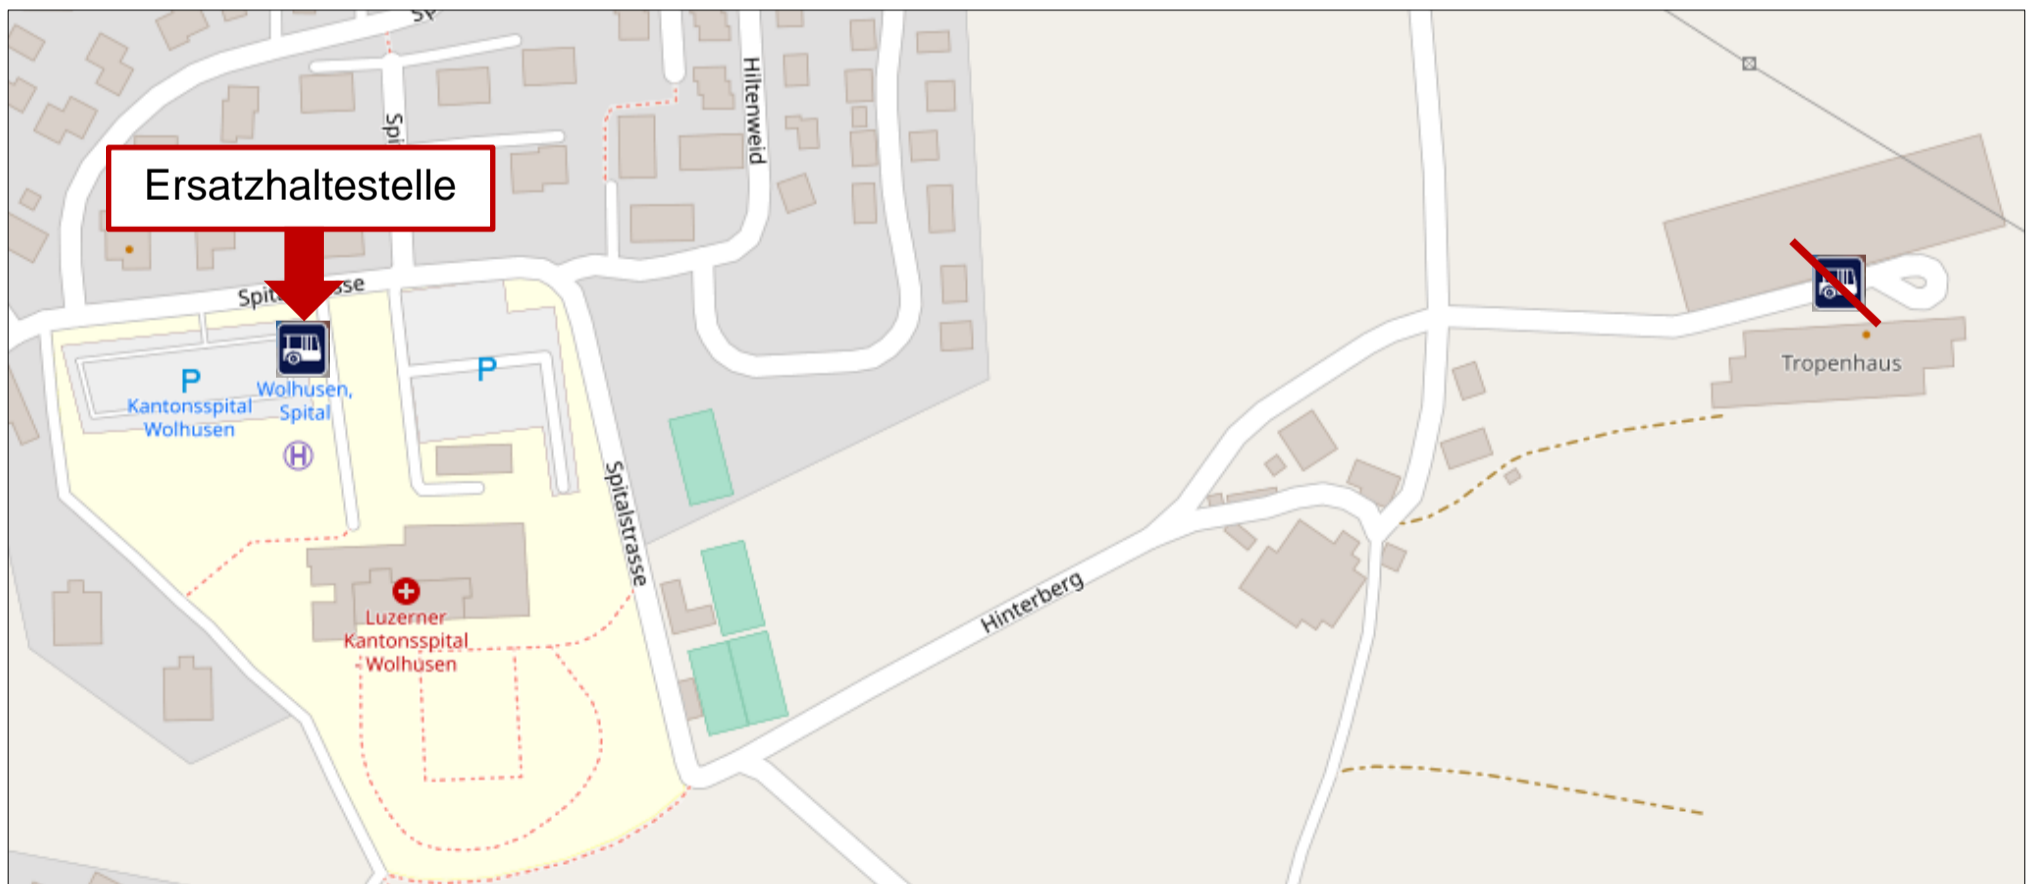 Hiltenweid
Ersatzhaltestelle
P
Kantonsspital
Wolhusen
Wolhusen,
Spital
H
P
Spitalstrasse
Luzerner
Kantonsspital
Wolhusen
Hinterberg
Tropenhaus